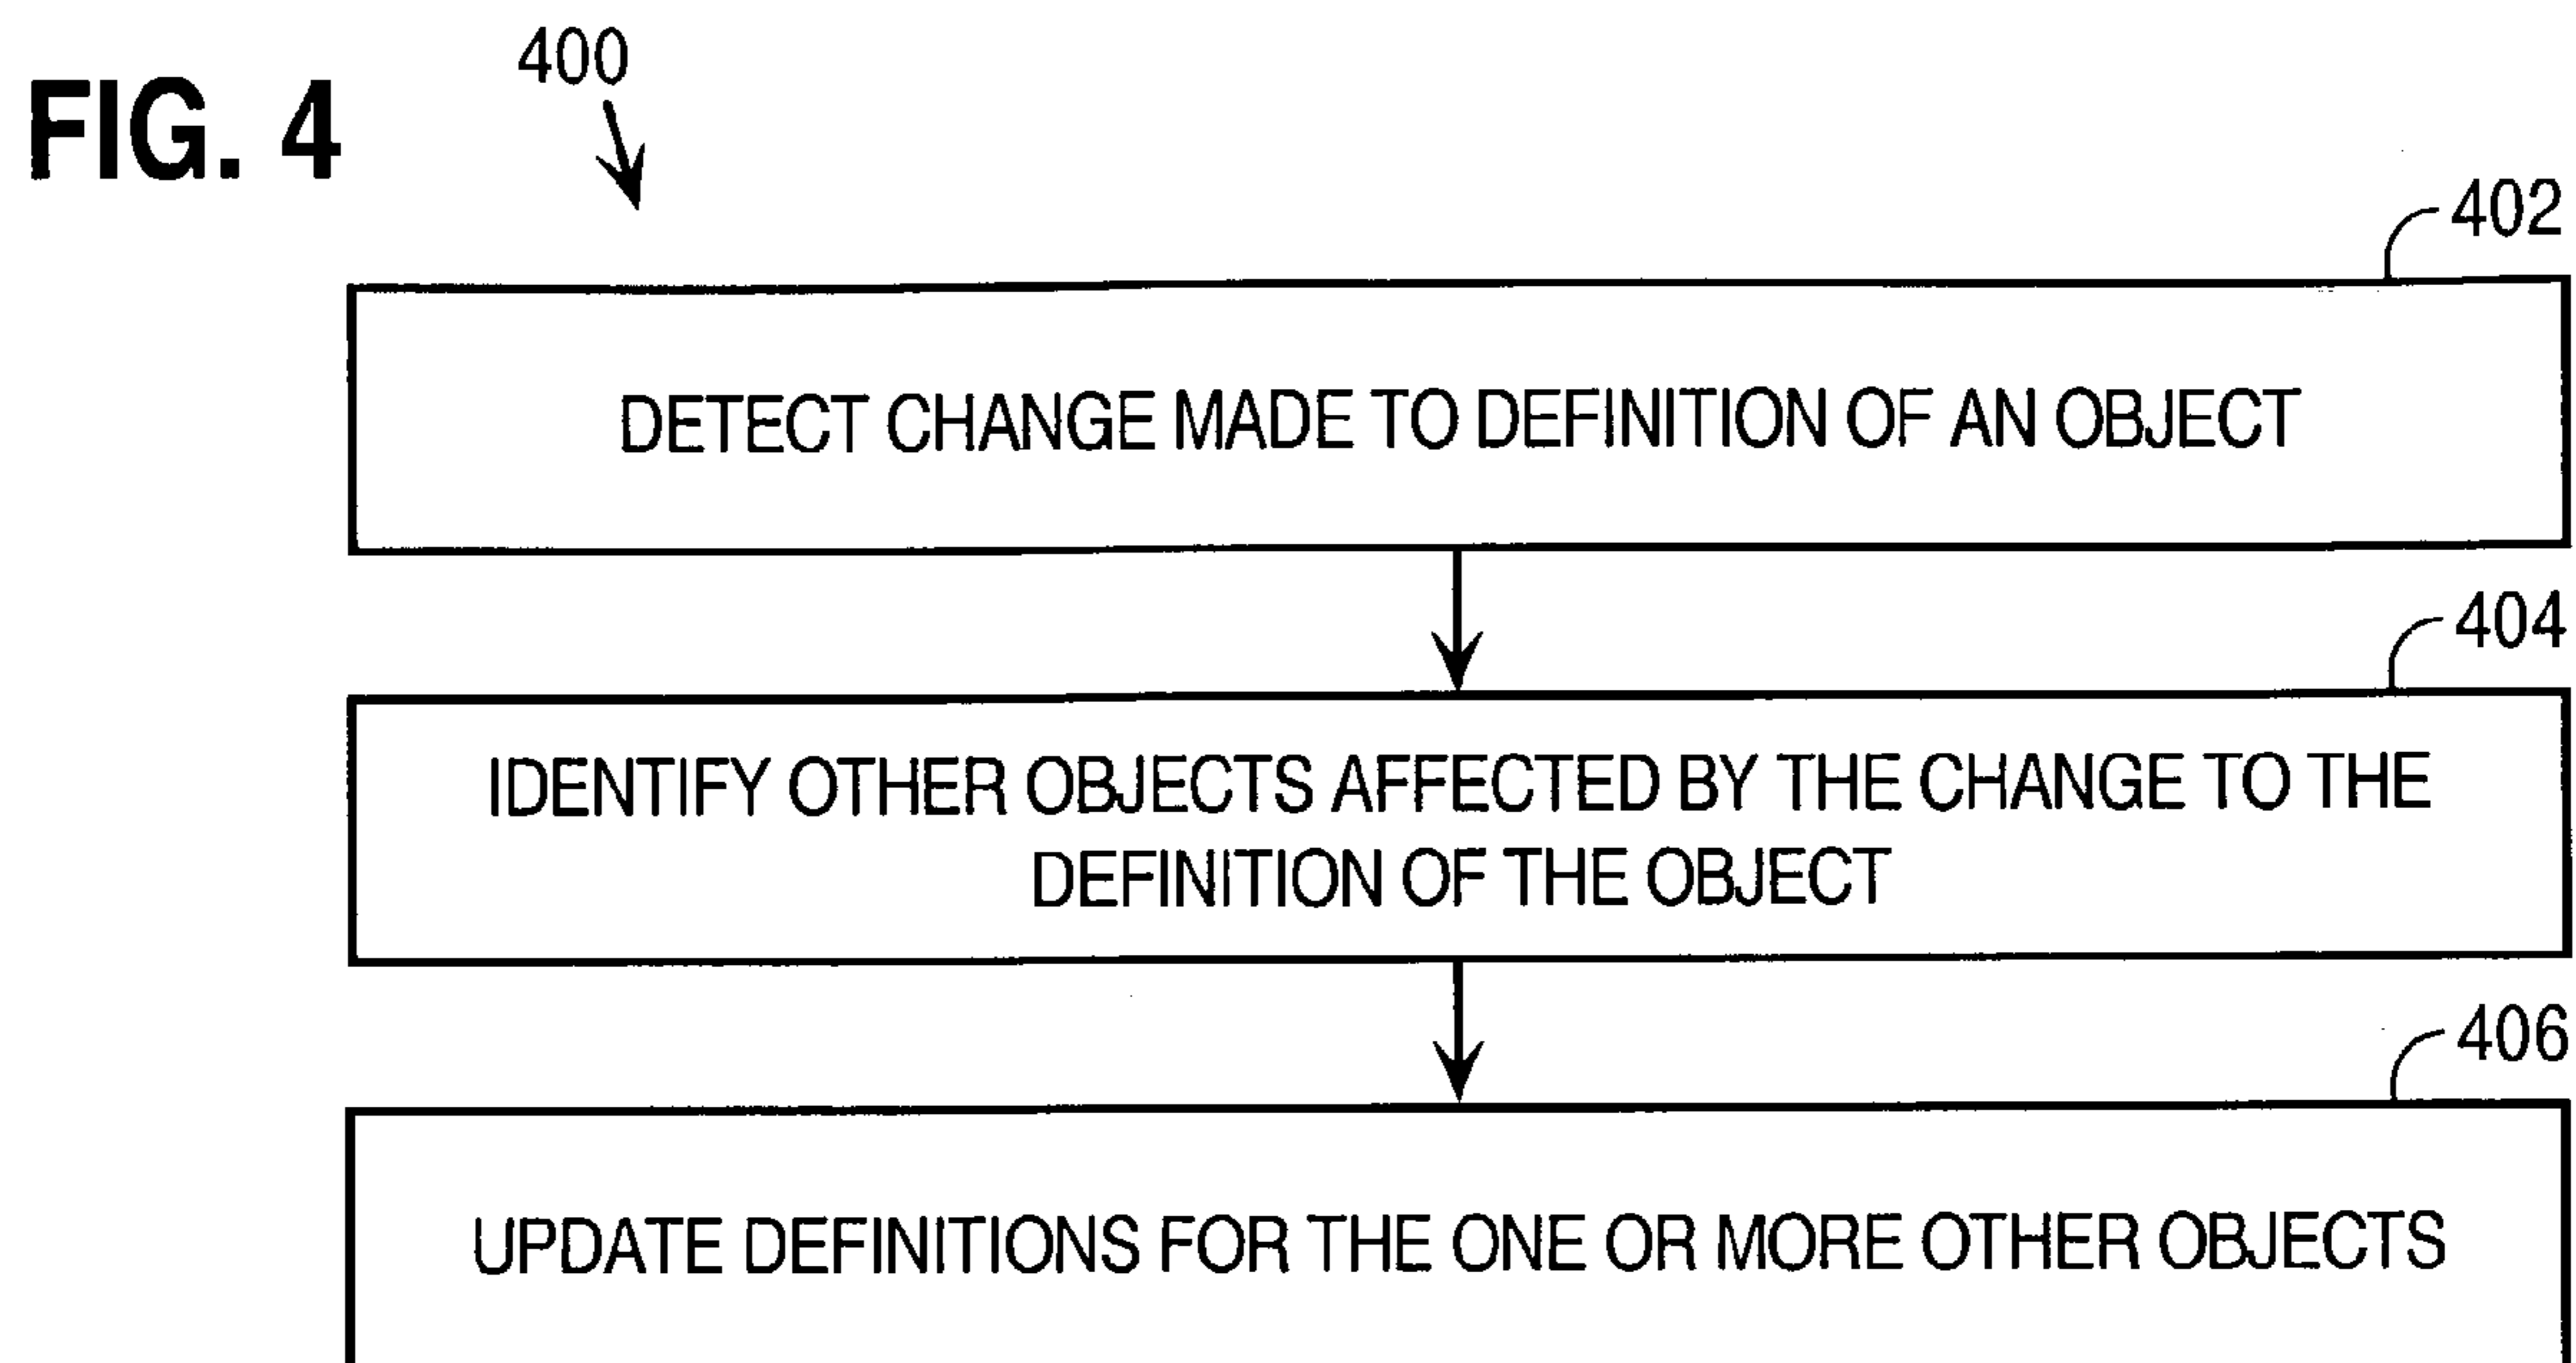 FIG. 4
400
402
DETECT CHANGE MADE TO DEFINITION OF AN OBJECT
404
IDENTIFY OTHER OBJECTS AFFECTED BY THE CHANGE TO THE
DEFINITION OF THE OBJECT
406
UPDATE DEFINITIONS FOR THE ONE OR MORE OTHER OBJECTS